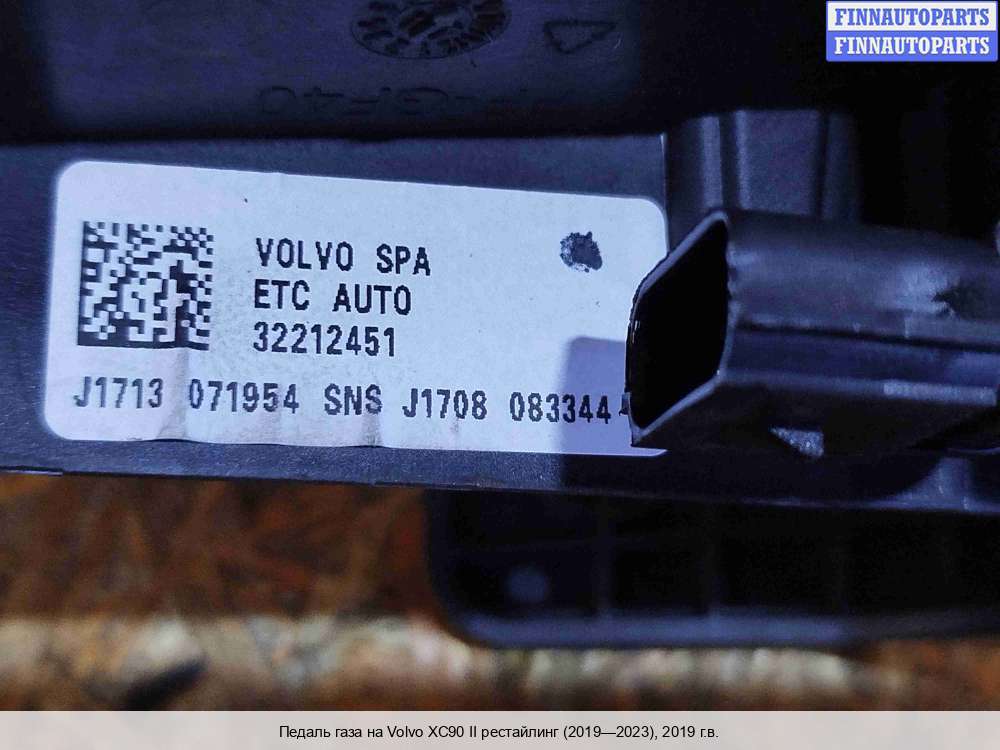 FINNAUTOPARTS
FINNAUTOPARTS
VOLVO SPA
ETC AUTO
32212451
J1713 071954 SNS J1708 083344
Педаль газа на Volvo XC90 II рестайлинг (2019—2023), 2019 г.в.